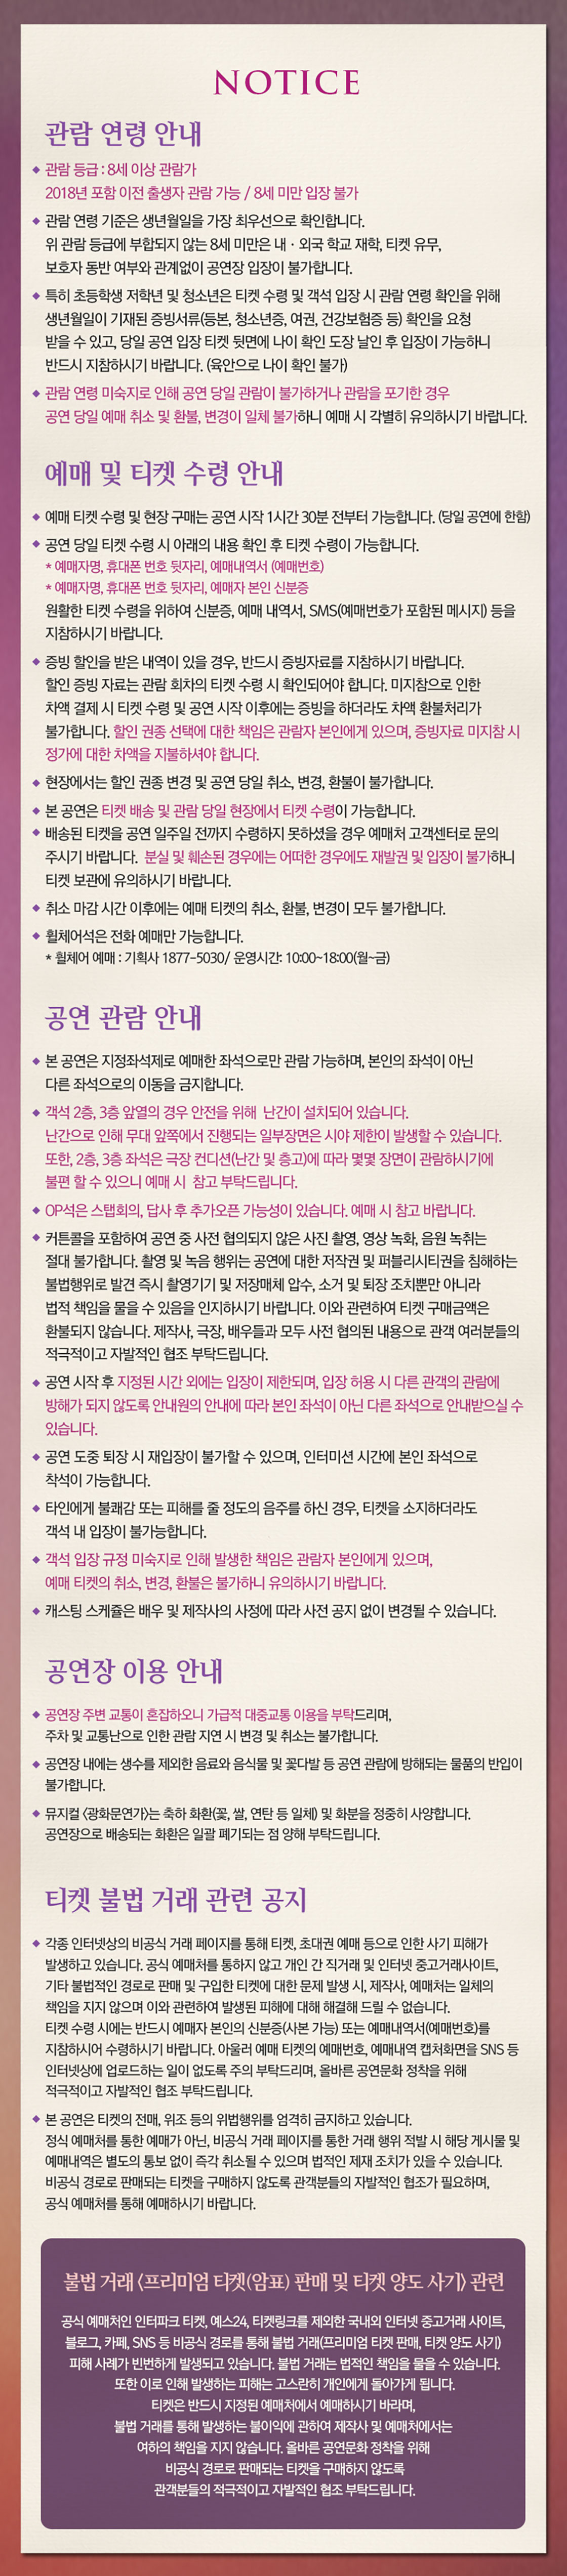 NOTICE
관람 연령 안내
◆ 관람 등급 : 8세 이상 관람가
2018년 포함 이전 출생자 관람 가능 / 8세 미만 입장 불가
◆ 관람 연령 기준은 생년월일을 가장 최우선으로 확인합니다.
위 관람 등급에 부합되지 않는 8세 미만은 내 · 외국 학교 재학, 티켓 유무,
보호자 동반 여부와 관계없이 공연장 입장이 불가합니다.
◆ 특히 초등학생 저학년 및 청소년은 티켓 수령 및 객석 입장 시 관람 연령 확인을 위해
생년월일이 기재된 증빙서류(등본, 청소년증, 여권, 건강보험증 등) 확인을 요청
받을 수 있고, 당일 공연 입장 티켓 뒷면에 나이 확인 도장 날인 후 입장이 가능하니
반드시 지참하시기 바랍니다. (육안으로 나이 확인 불가)
◆ 관람 연령 미숙지로 인해 공연 당일 관람이 불가하거나 관람을 포기한 경우
공연 당일 예매 취소 및 환불, 변경이 일체 불가하니 예매 시 각별히 유의하시기 바랍니다.
예매 및 티켓 수령 안내
◆ 예매 티켓 수령 및 현장 구매는 공연 시작 1시간 30분 전부터 가능합니다. (당일 공연에 한함)
◆ 공연 당일 티켓 수령 시 아래의 내용 확인 후 티켓 수령이 가능합니다.
* 예매자명, 휴대폰 번호 뒷자리, 예매내역서 (예매번호)
* 예매자명, 휴대폰 번호 뒷자리, 예매자 본인 신분증
원활한 티켓 수령을 위하여 신분증, 예매 내역서, SMS(예매번호가 포함된 메시지) 등을
지참하시기 바랍니다.
◆ 증빙 할인을 받은 내역이 있을 경우, 반드시 증빙자료를 지참하시기 바랍니다.
할인 증빙 자료는 관람 회차의 티켓 수령 시 확인되어야 합니다. 미지참으로 인한
차액 결제 시 티켓 수령 및 공연 시작 이후에는 증빙을 하더라도 차액 환불처리가
불가합니다. 할인 권종 선택에 대한 책임은 관람자 본인에게 있으며, 증빙자료 미지참 시
정가에 대한 차액을 지불하셔야 합니다.
◆ 현장에서는 할인 권종 변경 및 공연 당일 취소, 변경, 환불이 불가합니다.
◆ 본 공연은 티켓 배송 및 관람 당일 현장에서 티켓 수령이 가능합니다.
◆ 배송된 티켓을 공연 일주일 전까지 수령하지 못하셨을 경우 예매처 고객센터로 문의
주시기 바랍니다. 분실 및 훼손된 경우에는 어떠한 경우에도 재발권 및 입장이 불가하니
티켓 보관에 유의하시기 바랍니다.
◆ 취소 마감 시간 이후에는 예매 티켓의 취소, 환불, 변경이 모두 불가합니다.
◆ 휠체어석은 전화 예매만 가능합니다.
* 휠체어 예매 : 기획사 1877-5030/ 운영시간: 10:00~18:00(월~금)
공연 관람 안내
◆ 본 공연은 지정좌석제로 예매한 좌석으로만 관람 가능하며, 본인의 좌석이 아닌
다른 좌석으로의 이동을 금지합니다.
◆ 객석 2층, 3층 앞열의 경우 안전을 위해 난간이 설치되어 있습니다.
난간으로 인해 무대 앞쪽에서 진행되는 일부장면은 시야 제한이 발생할 수 있습니다.
또한, 2층, 3층 좌석은 극장 컨디션(난간 및 층고)에 따라 몇몇 장면이 관람하시기에
불편 할 수 있으니 예매 시 참고 부탁드립니다.
◆ OP석은 스탭회의, 답사 후 추가오픈 가능성이 있습니다. 예매 시 참고 바랍니다.
◆ 커튼콜을 포함하여 공연 중 사전 협의되지 않은 사진 촬영, 영상 녹화, 음원 녹취는
절대 불가합니다. 촬영 및 녹음 행위는 공연에 대한 저작권 및 퍼블리시티권을 침해하는
불법행위로 발견 즉시 촬영기기 및 저장매체 압수, 소거 및 퇴장 조치뿐만 아니라
법적 책임을 물을 수 있음을 인지하시기 바랍니다. 이와 관련하여 티켓 구매금액은
환불되지 않습니다. 제작사, 극장, 배우들과 모두 사전 협의된 내용으로 관객 여러분들의
적극적이고 자발적인 협조 부탁드립니다.
◆ 공연 시작 후 지정된 시간 외에는 입장이 제한되며, 입장 허용 시 다른 관객의 관람에
방해가 되지 않도록 안내원의 안내에 따라 본인 좌석이 아닌 다른 좌석으로 안내받으실 수
있습니다.
◆ 공연 도중 퇴장 시 재입장이 불가할 수 있으며, 인터미션 시간에 본인 좌석으로
착석이 가능합니다.
◆ 타인에게 불쾌감 또는 피해를 줄 정도의 음주를 하신 경우, 티켓을 소지하더라도
객석 내 입장이 불가능합니다.
◆ 객석 입장 규정 미숙지로 인해 발생한 책임은 관람자 본인에게 있으며,
예매 티켓의 취소, 변경, 환불은 불가하니 유의하시기 바랍니다.
◆ 캐스팅 스케쥴은 배우 및 제작사의 사정에 따라 사전 공지 없이 변경될 수 있습니다.
공연장 이용 안내
◆ 공연장 주변 교통이 혼잡하오니 가급적 대중교통 이용을 부탁드리며,
주차 및 교통난으로 인한 관람 지연 시 변경 및 취소는 불가합니다.
◆ 공연장 내에는 생수를 제외한 음료와 음식물 및 꽃다발 등 공연 관람에 방해되는 물품의 반입이
불가합니다.
◆ 뮤지컬 〈광화문연가〉는 축하 화환(꽃, 쌀, 연탄 등 일체) 및 화분을 정중히 사양합니다.
공연장으로 배송되는 화환은 일괄 폐기되는 점 양해 부탁드립니다.
티켓 불법 거래 관련 공지
◆ 각종 인터넷상의 비공식 거래 페이지를 통해 티켓, 초대권 예매 등으로 인한 사기 피해가
발생하고 있습니다. 공식 예매처를 통하지 않고 개인 간 직거래 및 인터넷 중고거래사이트,
기타 불법적인 경로로 판매 및 구입한 티켓에 대한 문제 발생 시, 제작사, 예매처는 일체의
책임을 지지 않으며 이와 관련하여 발생된 피해에 대해 해결해 드릴 수 없습니다.
티켓 수령 시에는 반드시 예매자 본인의 신분증(사본 가능) 또는 예매내역서(예매번호)를
지참하시어 수령하시기 바랍니다. 아울러 예매 티켓의 예매번호, 예매내역 캡처화면을 SNS 등
인터넷상에 업로드하는 일이 없도록 주의 부탁드리며, 올바른 공연문화 정착을 위해
적극적이고 자발적인 협조 부탁드립니다.
◆ 본 공연은 티켓의 전매, 위조 등의 위법행위를 엄격히 금지하고 있습니다.
정식 예매처를 통한 예매가 아닌, 비공식 거래 페이지를 통한 거래 행위 적발 시 해당 게시물 및
예매내역은 별도의 통보 없이 즉각 취소될 수 있으며 법적인 제재 조치가 있을 수 있습니다.
비공식 경로로 판매되는 티켓을 구매하지 않도록 관객분들의 자발적인 협조가 필요하며,
공식 예매처를 통해 예매하시기 바랍니다.
불법 거래 〈프리미엄 티켓(암표) 판매 및 티켓 양도 사기〉 관련
공식 예매처인 인터파크 티켓, 예스24, 티켓링크를 제외한 국내외 인터넷 중고거래 사이트,
블로그, 카페, SNS 등 비공식 경로를 통해 불법 거래(프리미엄 티켓 판매, 티켓 양도 사기)
피해 사례가 빈번하게 발생되고 있습니다. 불법 거래는 법적인 책임을 물을 수 있습니다.
또한 이로 인해 발생하는 피해는 고스란히 개인에게 돌아가게 됩니다.
티켓은 반드시 지정된 예매처에서 예매하시기 바라며,
불법 거래를 통해 발생하는 불이익에 관하여 제작사 및 예매처에서는
여하의 책임을 지지 않습니다. 올바른 공연문화 정착을 위해
비공식 경로로 판매되는 티켓을 구매하지 않도록
관객분들의 적극적이고 자발적인 협조 부탁드립니다.